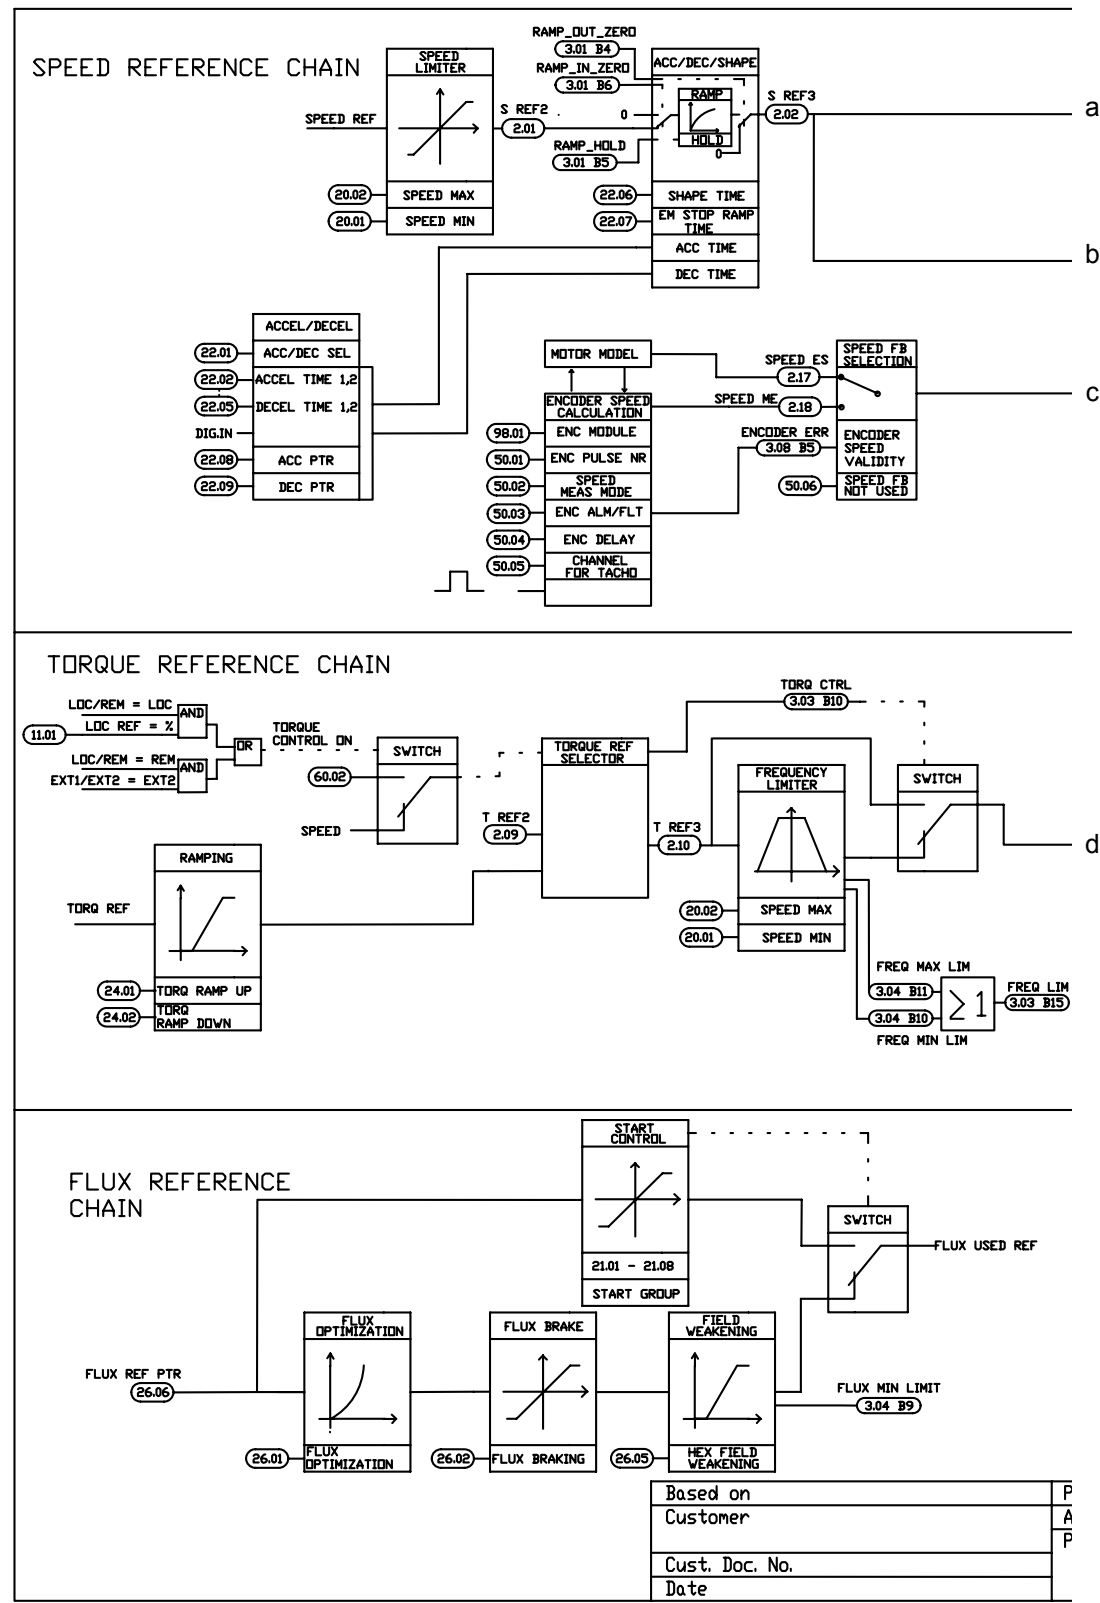 SPEED REFERENCE CHAIN
SPEED REF
SPEED
LIMITER
20.02
SPEED MAX
20.01
SPEED MIN
S REF2
2.01
RAMP_OUT_ZERO
3.01 B4
RAMP_IN_ZERO
3.01 B6
0
RAMP_HOLD
3.01 B5
ACC/DEC/SHAPE
RAMP
HOLD
0
22.06
SHAPE TIME
22.07
EM STOP RAMP
TIME
ACC TIME
DEC TIME
S REF3
2.02
a
b
ACCEL/DECEL
22.01
ACC/DEC SEL
22.02
ACCEL TIME 1,2
22.05
DECEL TIME 1,2
DIG.IN
22.08
ACC PTR
22.09
DEC PTR
MOTOR MODEL
ENCODER SPEED
CALCULATION
98.01
ENC MODULE
50.01
ENC PULSE NR
50.02
SPEED
MEAS MODE
50.03
ENC ALM/FLT
50.04
ENC DELAY
50.05
CHANNEL
FOR TACHO
SPEED ES
2.17
SPEED ME
2.18
ENCODER ERR
3.08 B5
50.06
SPEED FB
SELECTION
ENCODER
SPEED
VALIDITY
SPEED FB
NOT USED
c
TORQUE REFERENCE CHAIN
LOC/REM = LOC
11.01
LOC REF = %
AND
LOC/REM = REM
EXT1/EXT2 = EXT2
AND
OR
TORQUE
CONTROL ON
60.02
SPEED
SWITCH
TORQUE REF
SELECTOR
T REF2
2.09
TORQ REF
RAMPING
24.01
TORQ RAMP UP
24.02
TORQ
RAMP DOWN
T REF3
2.10
TORQ CTRL
3.03 B10
FREQUENCY
LIMITER
20.02
SPEED MAX
20.01
SPEED MIN
SWITCH
d
FREQ MAX LIM
3.04 B11
3.04 B10
FREQ MIN LIM
∑1
FREQ LIM
3.03 B15
FLUX REFERENCE
CHAIN
START
CONTROL
21.01 - 21.08
START GROUP
SWITCH
FLUX USED REF
FLUX REF PTR
26.06
FLUX
OPTIMIZATION
26.01
FLUX
OPTIMIZATION
FLUX BRAKE
26.02
FLUX BRAKING
FIELD
WEAKENING
26.05
HEX FIELD
WEAKENING
FLUX MIN LIMIT
3.04 B9
Based on
P
Customer
A
P
Cust. Doc. No.
Date